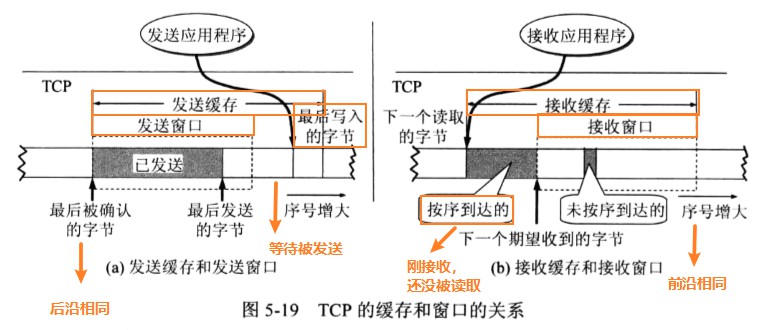 发送应用程序
TCP
发送缓存
发送窗口
最后写入
的字节
已发送
最后被确认
的字节
最后发送
的字节
序号增大
等待被发送
后沿相同
(a) 发送缓存和发送窗口
接收应用程序
TCP
下一个读取
的字节
接收缓存
接收窗口
按序到达的
未按序到达的
序号增大
下一个期望收到的字节
刚接收，
还没被读取
前沿相同
(b) 接收缓存和接收窗口
图 5-19 TCP 的缓存和窗口的关系